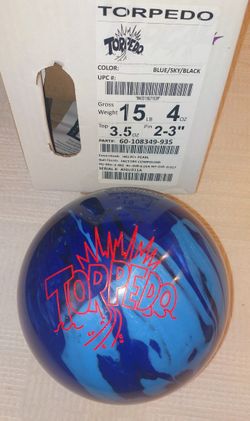 TORPEDO
TORPEDO
COLOR: BLUE/SKY/BLACK
UPC #:
Gross Weight 15 LB 4 oz
Top 3.5 oz Pin 2-3"
PART#: 60-108349-935
TORPEDO